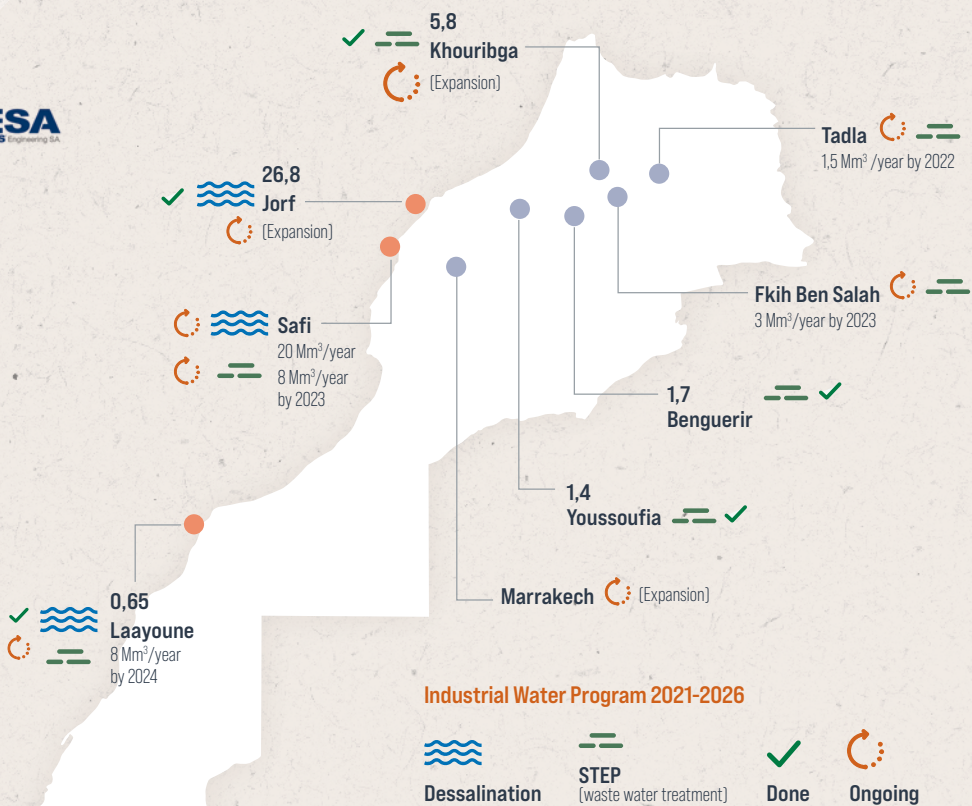 5,8
Khouribga
(Expansion)
ESA
Engineering SA
Tadla
1,5 Mm³ /year by 2022
26,8
Jorf
(Expansion)
Fkih Ben Salah
3 Mm³/year by 2023
Safi
20 Mm³/year
8 Mm³/year
by 2023
1,7
Benguerir
1,4
Youssoufia
Marrakech (Expansion)
0,65
Laayoune
8 Mm³/year
by 2024
Industrial Water Program 2021-2026
Dessalination
STEP
(waste water treatment)
Done
Ongoing